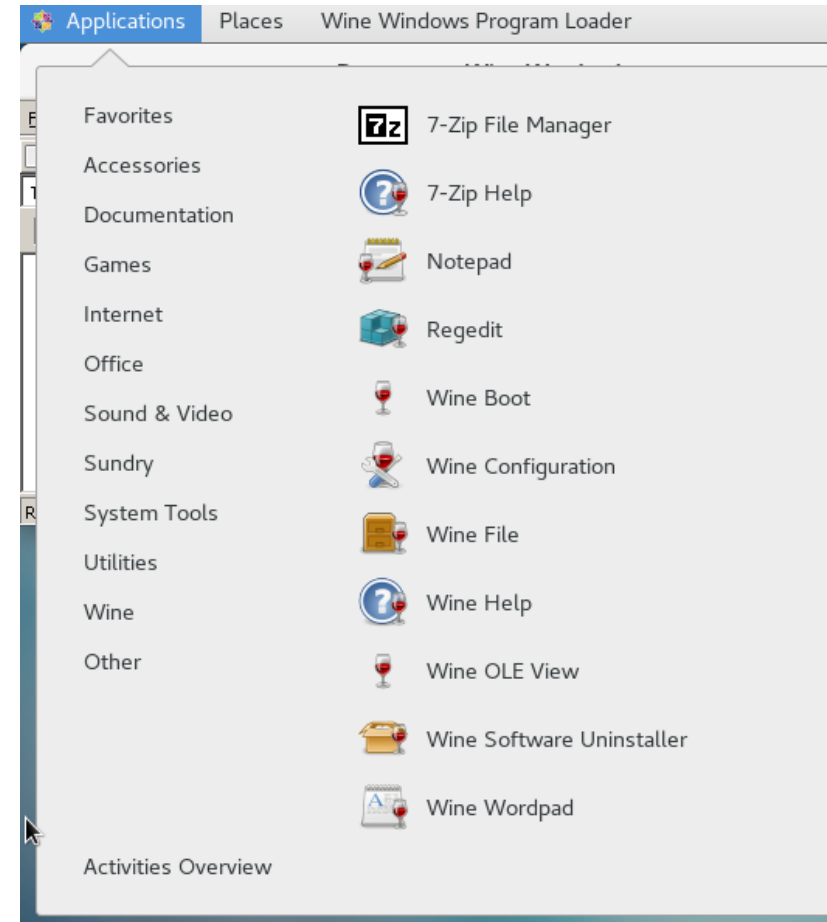 Applications Places Wine Windows Program Loader
Favorites
Accessories
Documentation
Games
Internet
Office
Sound & Video
Sundry
System Tools
Utilities
Wine
Other
Activities Overview
7z
7-Zip File Manager
7-Zip Help
Notepad
Regedit
Wine Boot
Wine Configuration
Wine File
Wine Help
Wine OLE View
Wine Software Uninstaller
A
Wine Wordpad